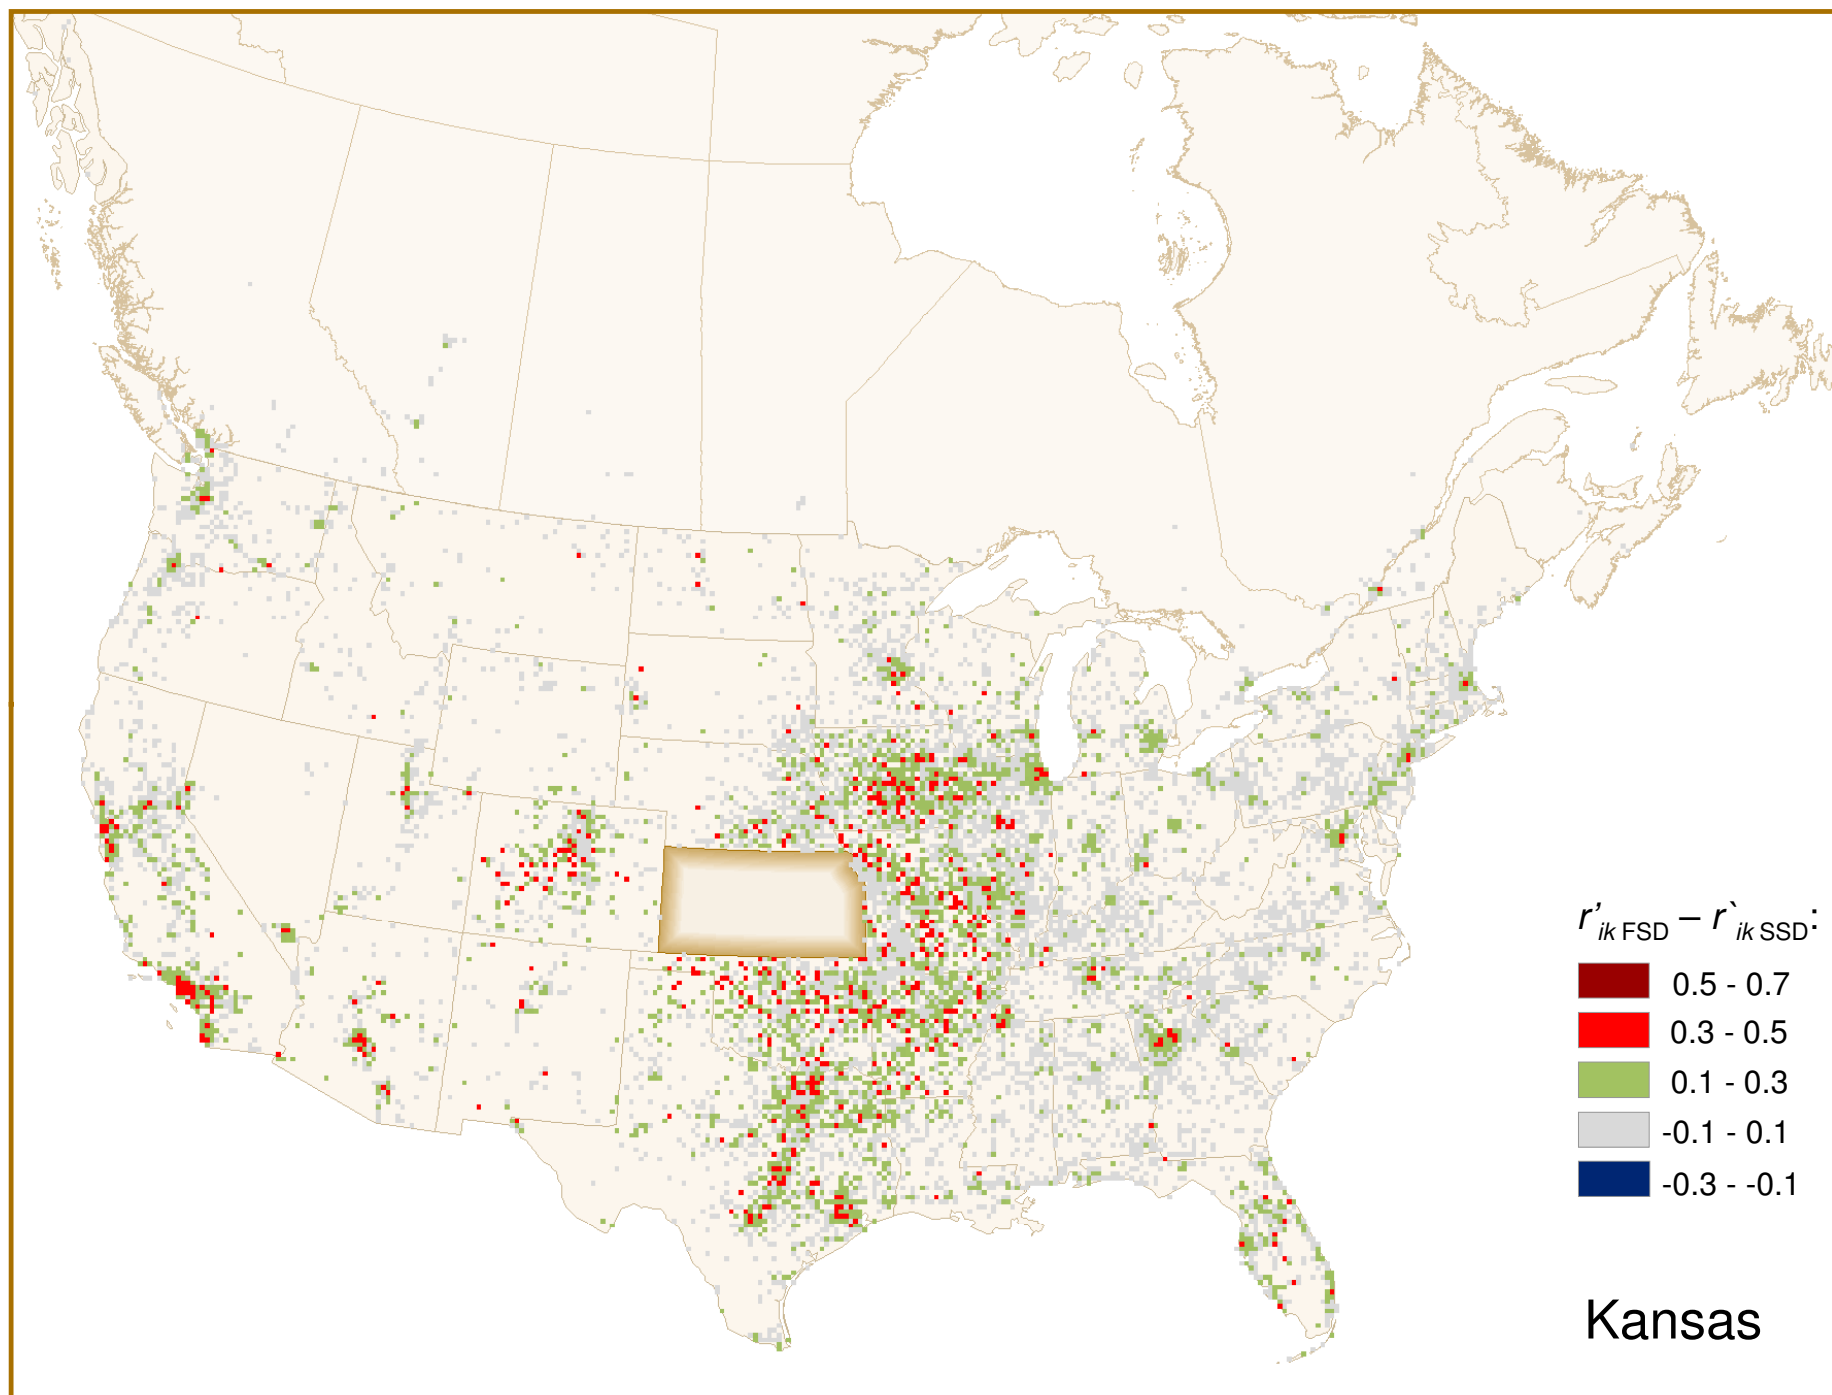 r’ik FSD – r`ik SSD:
0.5 - 0.7
0.3 - 0.5
0.1 - 0.3
-0.1 - 0.1
-0.3 - -0.1
Kansas